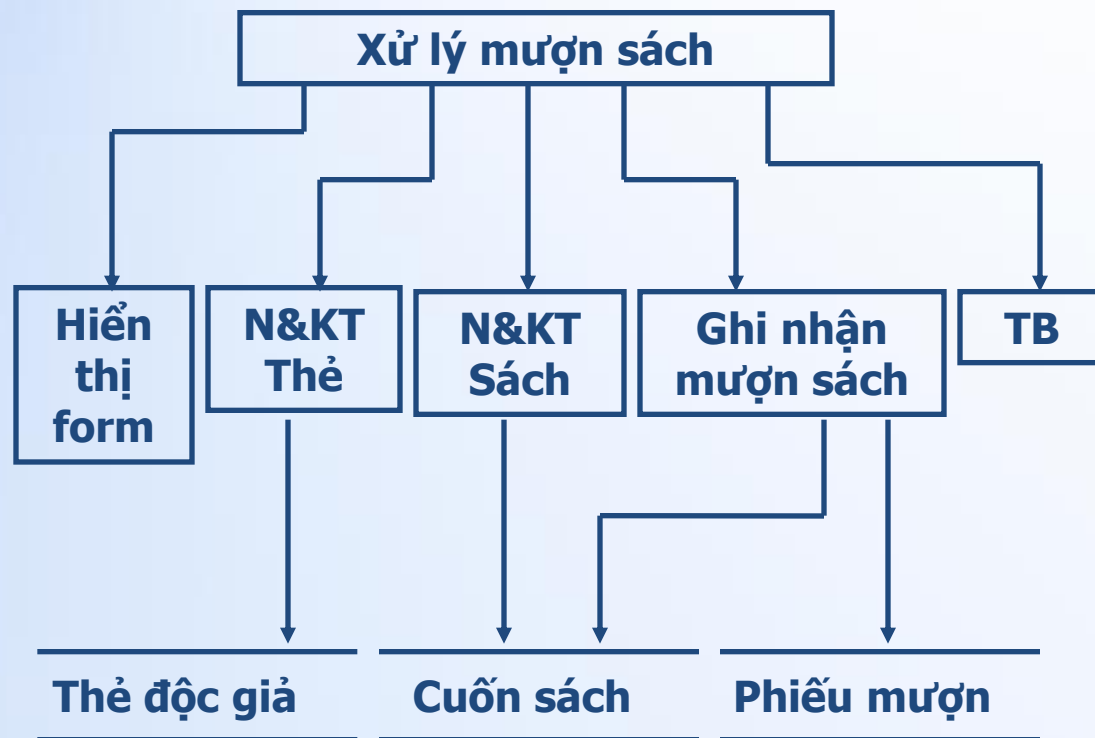 Xử lý mượn sách
Hiển
thị
form
N&KT
Thẻ
N&KT
Sách
Ghi nhận
mượn sách
TB
Thẻ độc giả
Cuốn sách
Phiếu mượn